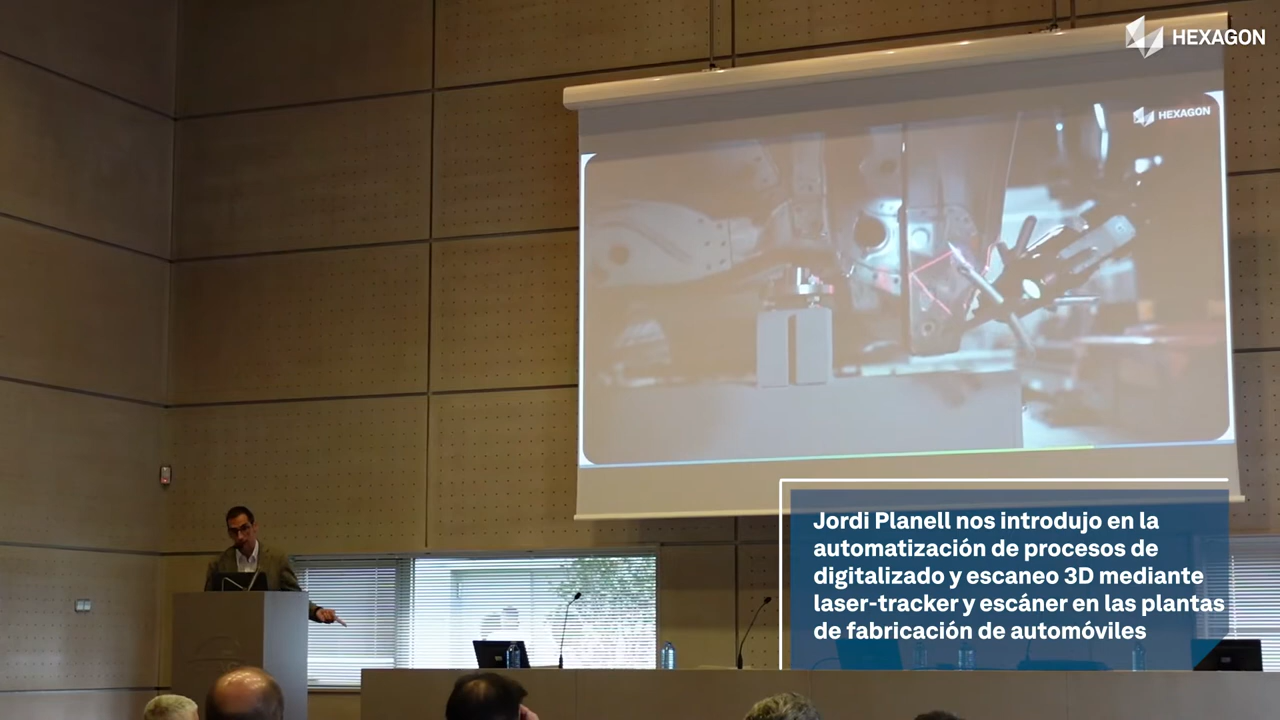 HEXAGON
HEXAGON
Jordi Planell nos introdujo en la
automatización de procesos de
digitalizado y escaneo 3D mediante
laser-tracker y escáner en las plantas
de fabricación de automóviles